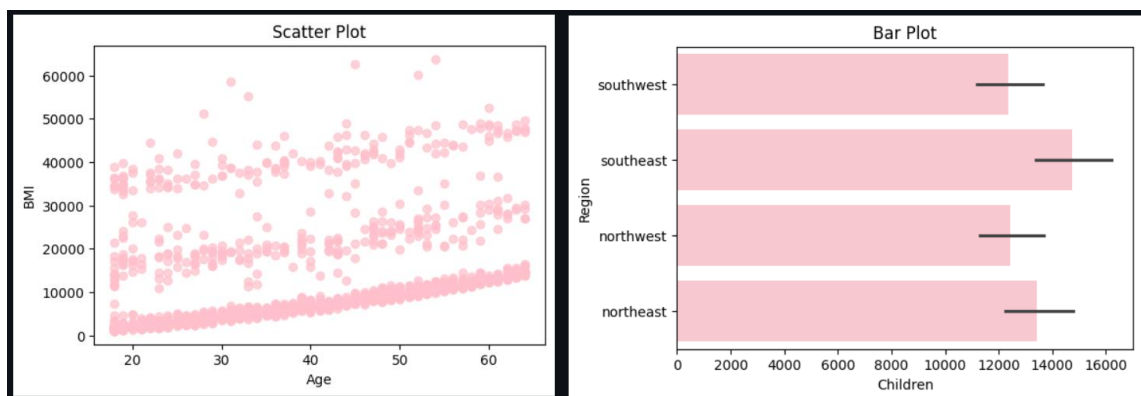 Scatter Plot
60000
50000
40000
30000
20000
10000
0
BMI
20
30
40
50
60
Age
Bar Plot
southwest
southeast
northwest
northeast
Region
0
2000
4000
6000
8000
10000
12000
14000
16000
Children